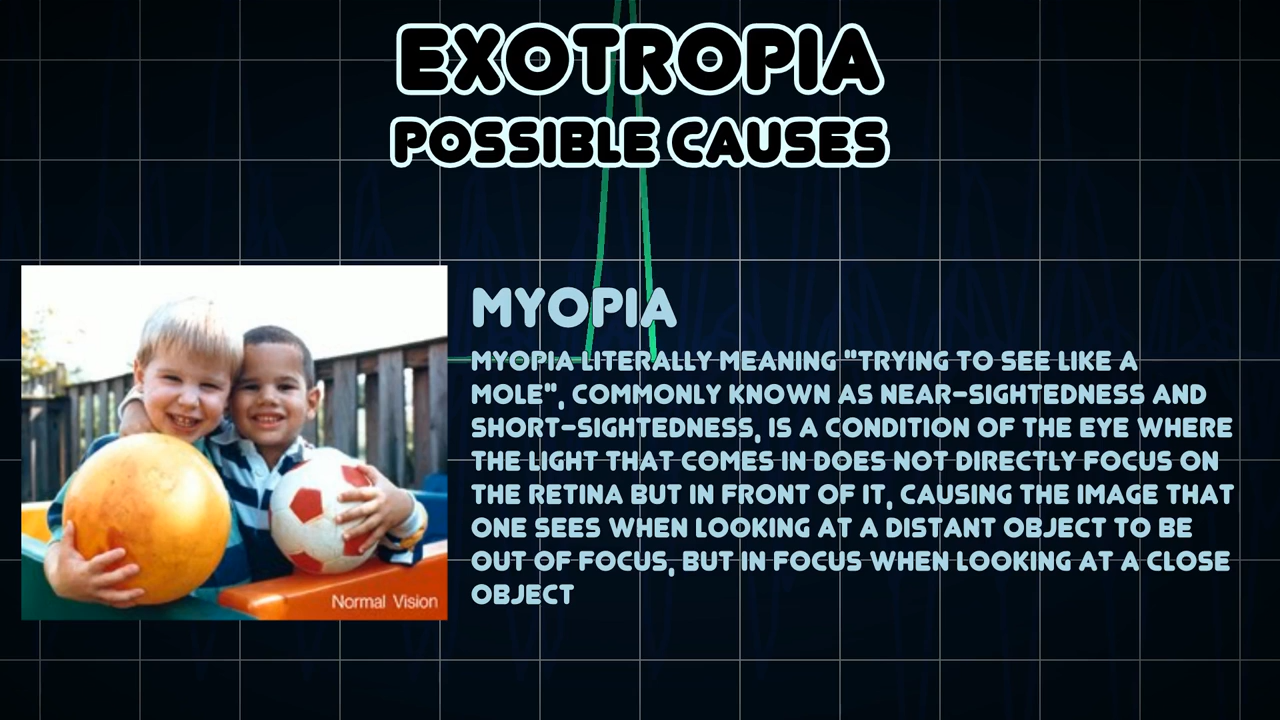 EXOTROPIA
POSSIBLE CAUSES
MYOPIA
MYOPIA LITERALLY MEANING "TRYING TO SEE LIKE A
MOLE", COMMONLY KNOWN AS NEAR-SIGHTEDNESS AND
SHORT-SIGHTEDNESS, IS A CONDITION OF THE EYE WHERE
THE LIGHT THAT COMES IN DOES NOT DIRECTLY FOCUS ON
THE RETINA BUT IN FRONT OF IT, CAUSING THE IMAGE THAT
ONE SEES WHEN LOOKING AT A DISTANT OBJECT TO BE
OUT OF FOCUS, BUT IN FOCUS WHEN LOOKING AT A CLOSE
OBJECT
Normal Vision